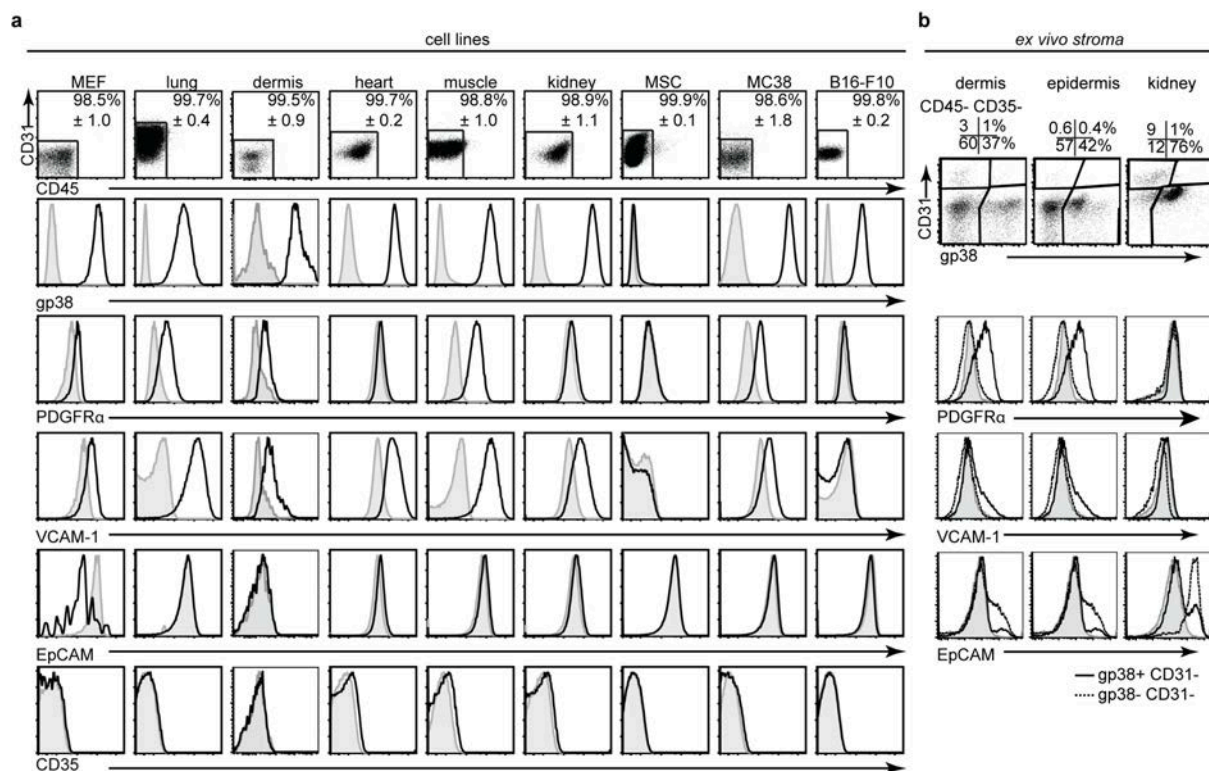 a
cell lines
MEF lung dermis heart muscle kidney MSC MC38 B16-F10
98.5% 99.7% 99.5% 99.7% 98.8% 98.9% 99.9% 98.6% 99.8%
± 1.0 ± 0.4 ± 0.9 ± 0.2 ± 1.0 ± 1.1 ± 0.1 ± 1.8 ± 0.2
CD31
CD45
gp38
PDGFRα
VCAM-1
EpCAM
CD35
b
ex vivo stroma
dermis epidermis kidney
CD45- CD35-
3 1% 0.6 0.4% 9 1%
60 37% 57 42% 12 76%
CD31
gp38
PDGFRα
VCAM-1
EpCAM
gp38+ CD31-
gp38- CD31-